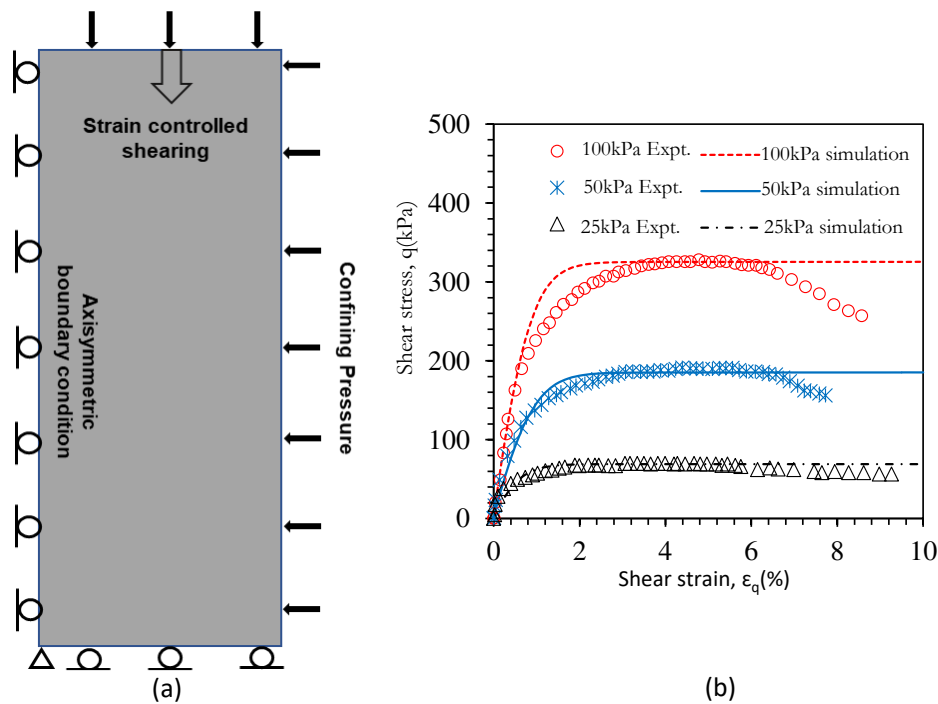 Strain controlled
shearing
Axisymmetric
boundary condition
Confining Pressure
(a)
Shear stress, q(kPa)
500
400
300
200
100
0
100kPa Expt.
100kPa simulation
50kPa Expt.
50kPa simulation
25kPa Expt.
25kPa simulation
0
2
4
6
8
10
Shear strain, εq(%)
(b)